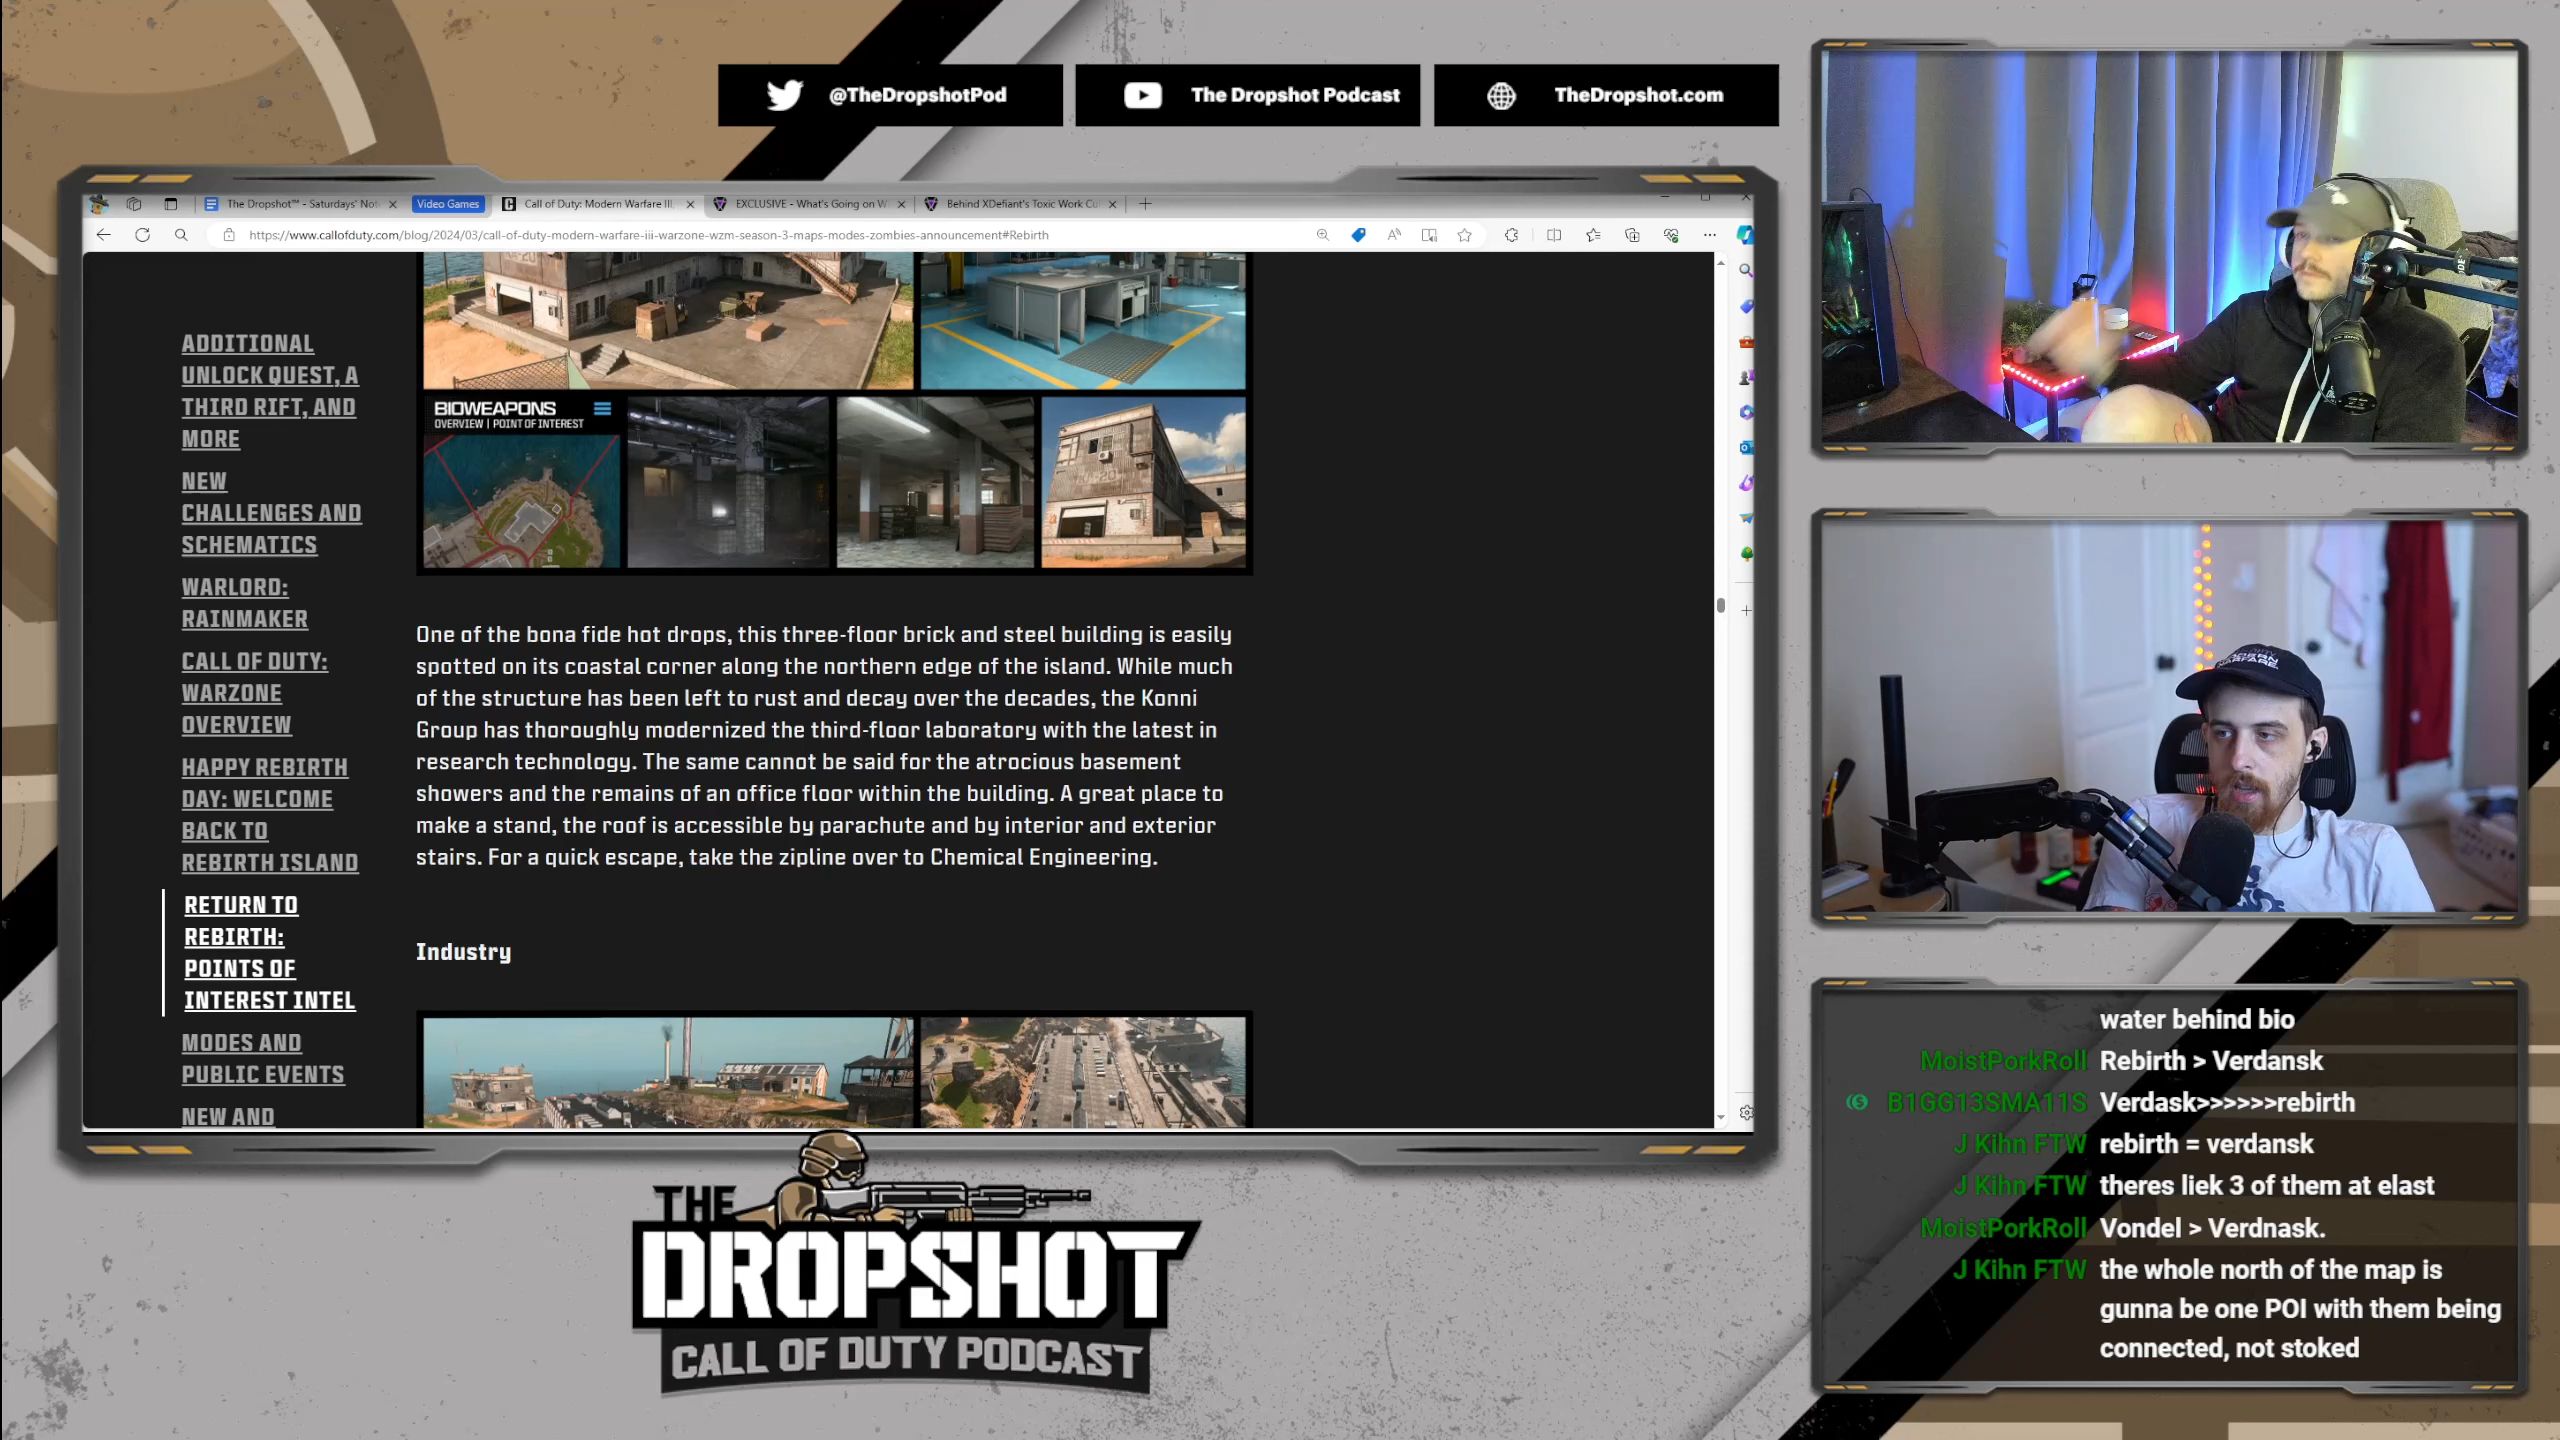 @TheDropshotPod
The Dropshot Podcast
TheDropshot.com
The Dropshot™ - Saturdays' Not
Video Games
Call of Duty: Modern Warfare III,
EXCLUSIVE - What's Going on W
Behind XDefiant's Toxic Work Cu
https://www.callofduty.com/blog/2024/03/call-of-duty-modern-warfare-iii-warzone-wzm-season-3-maps-modes-zombies-announcement#Rebirth
ADDITIONAL
UNLOCK QUEST, A
THIRD RIFT, AND
MORE
NEW
CHALLENGES AND
SCHEMATICS
WARLORD:
RAINMAKER
CALL OF DUTY:
WARZONE
OVERVIEW
HAPPY REBIRTH
DAY: WELCOME
BACK TO
REBIRTH ISLAND
RETURN TO
REBIRTH:
POINTS OF
INTEREST INTEL
MODES AND
PUBLIC EVENTS
NEW AND
BIOWEAPONS
OVERVIEW | POINT OF INTEREST
One of the bona fide hot drops, this three-floor brick and steel building is easily
spotted on its coastal corner along the northern edge of the island. While much
of the structure has been left to rust and decay over the decades, the Konni
Group has thoroughly modernized the third-floor laboratory with the latest in
research technology. The same cannot be said for the atrocious basement
showers and the remains of an office floor within the building. A great place to
make a stand, the roof is accessible by parachute and by interior and exterior
stairs. For a quick escape, take the zipline over to Chemical Engineering.
Industry
MODERN
WARFARE
water behind bio
MoistPorkRoll Rebirth > Verdansk
B1GG13SMA11S Verdask>>>>>>rebirth
J Kihn FTW rebirth = verdansk
J Kihn FTW theres liek 3 of them at elast
MoistPorkRoll Vondel > Verdnask.
J Kihn FTW the whole north of the map is
gunna be one POI with them being
connected, not stoked
THE
DROPSHOT
CALL OF DUTY PODCAST